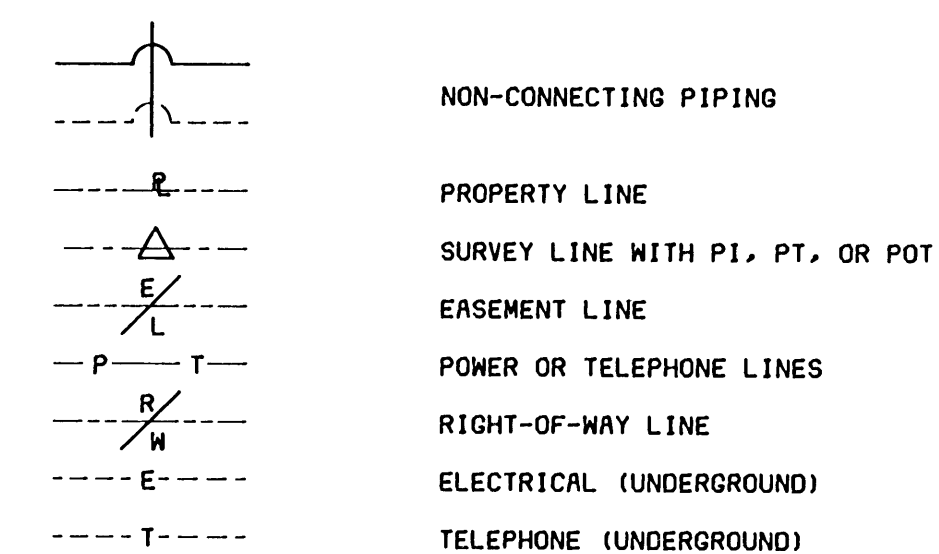 NON-CONNECTING PIPING
PL PROPERTY LINE
SURVEY LINE WITH PI, PT, OR POT
E
L EASEMENT LINE
P T POWER OR TELEPHONE LINES
R
W RIGHT-OF-WAY LINE
E ELECTRICAL (UNDERGROUND)
T TELEPHONE (UNDERGROUND)